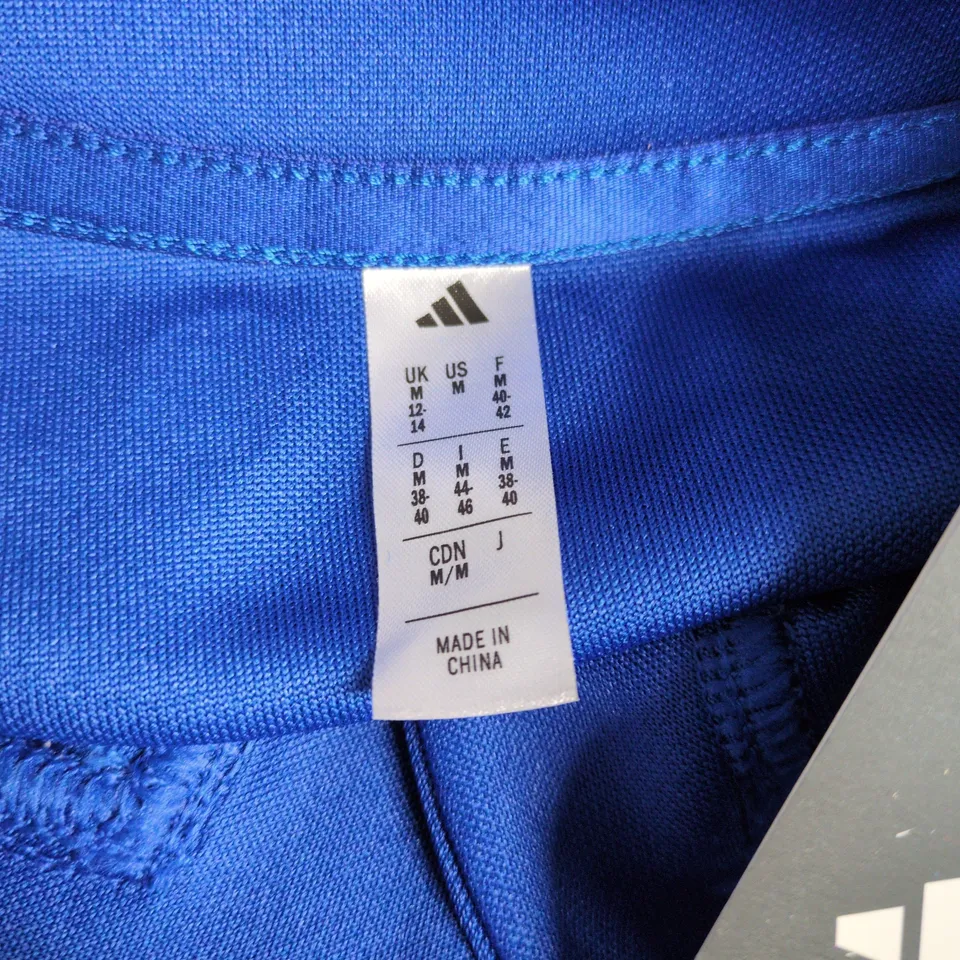 UK US F
M M M
12- 40-
14 42
D I E
M M M
38- 44- 38-
40 46 40
CDN J
M/M
MADE IN
CHINA